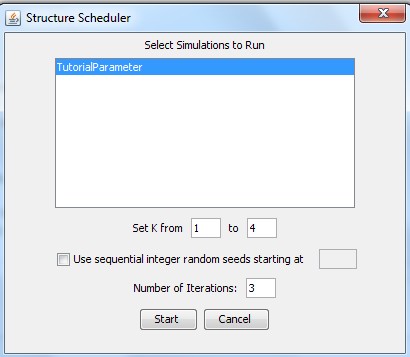 Structure Scheduler
Select Simulations to Run
TutorialParameter
Set K from 1 to 4
Use sequential integer random seeds starting at
Number of Iterations: 3
Start Cancel